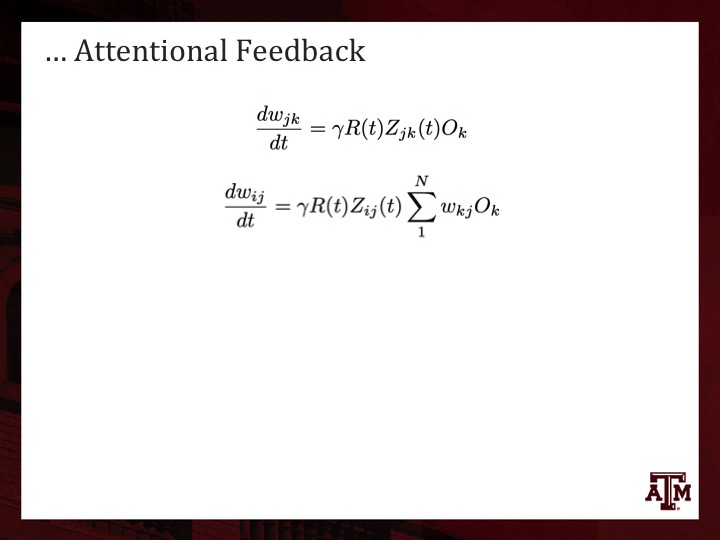 ... Attentional Feedback
\frac{dw_{jk}}{dt} = \gamma R(t) Z_{jk}(t) O_k
\frac{dw_{ij}}{dt} = \gamma R(t) Z_{ij}(t) \sum_{1}^{N} w_{kj} O_k
ATM